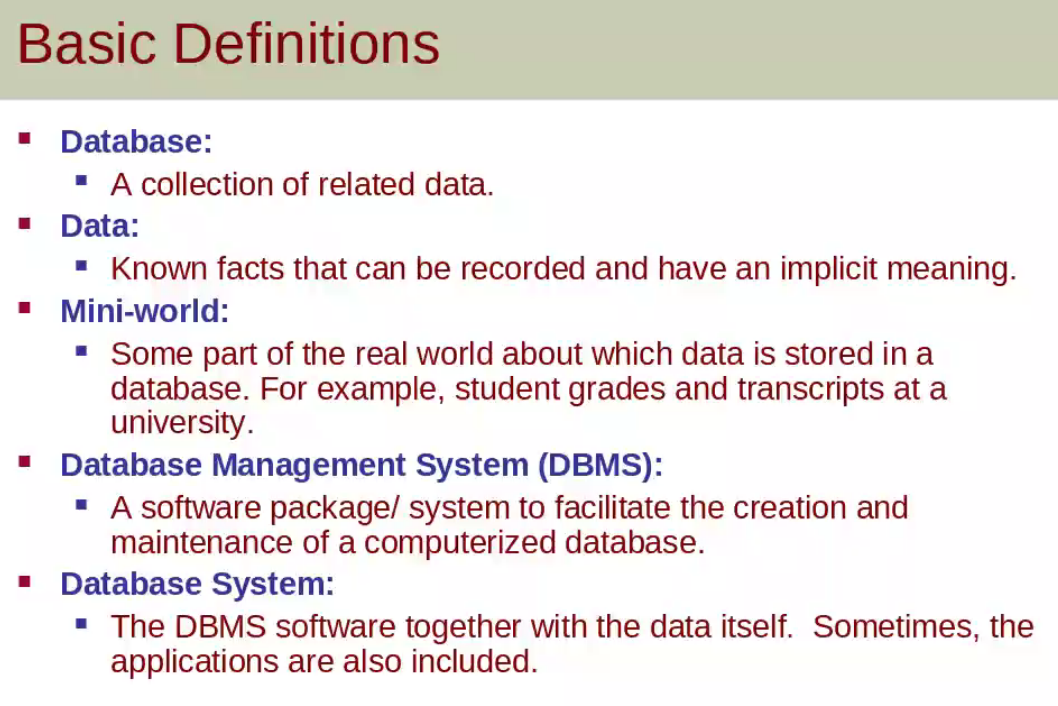 Basic Definitions
Database:
A collection of related data.
Data:
Known facts that can be recorded and have an implicit meaning.
Mini-world:
Some part of the real world about which data is stored in a
database. For example, student grades and transcripts at a
university.
Database Management System (DBMS):
A software package/ system to facilitate the creation and
maintenance of a computerized database.
Database System:
The DBMS software together with the data itself.  Sometimes, the
applications are also included.